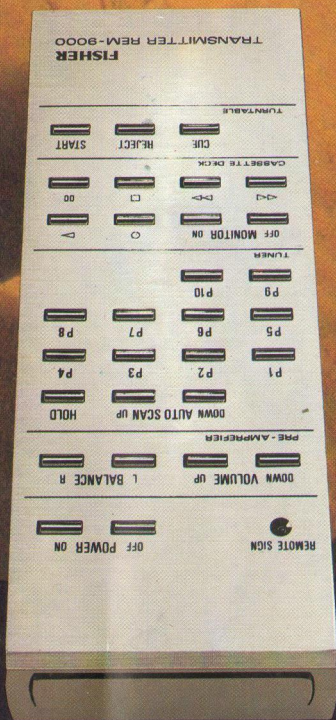 REMOTE SIGN OFF POWER ON
DOWN VOLUME UP L BALANCE R
PRE-AMPREFIER
DOWN AUTO SCAN UP HOLD
P1 P2 P3 P4
P5 P6 P7 P8
P9 P10
TUNER
OFF MONITOR ON
CASSETTE DECK
CUE REJECT START
TURNTABLE
FISHER
TRANSMITTER REM-9000